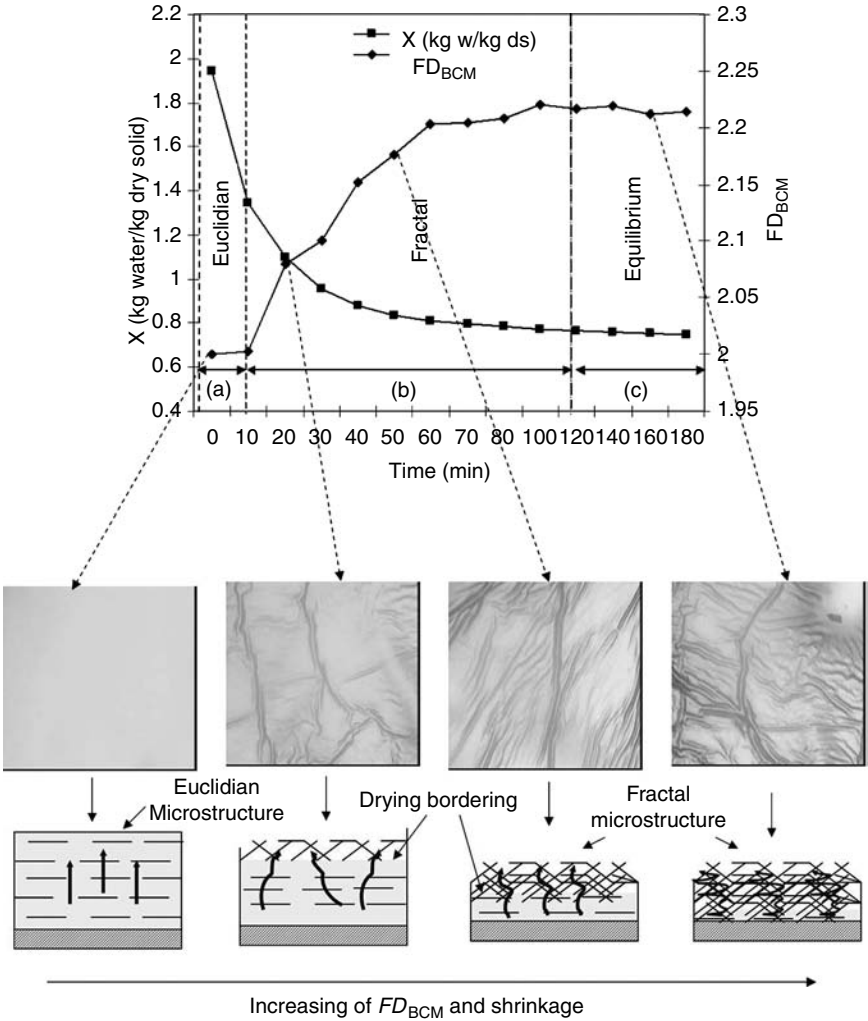 2.2
2
1.8
1.6
1.4
1.2
1
0.8
0.6
0.4
X (kg water/kg dry solid)
X (kg w/kg ds)
FD_BCM
2.3
2.25
2.2
2.15
2.1
2.05
2
1.95
FD_BCM
Euclidian
Fractal
Equilibrium
(a)
(b)
(c)
0 10 20 30 40 50 60 70 80 100 120 140 160 180
Time (min)
Euclidian
Microstructure
Drying bordering
Fractal
microstructure
Increasing of FD_BCM and shrinkage